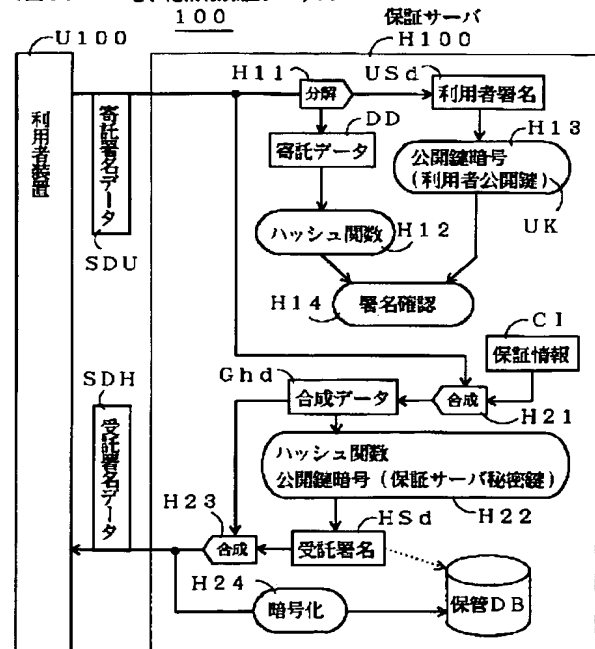 100
保証サーバ
U100
H100
H11
USd
分解
利用者署名
DD
寄託データ
H13
公開鍵暗号
(利用者公開鍵)
UK
利用者装置
寄託署名データ
SDU
ハッシュ関数
H12
H14
署名確認
CI
保証情報
SDH
Ghd
合成データ
合成
H21
受託署名データ
ハッシュ関数
公開鍵暗号(保証サーバ秘密鍵)
H23
HSd
H22
合成
受託署名
H24
暗号化
保管DB